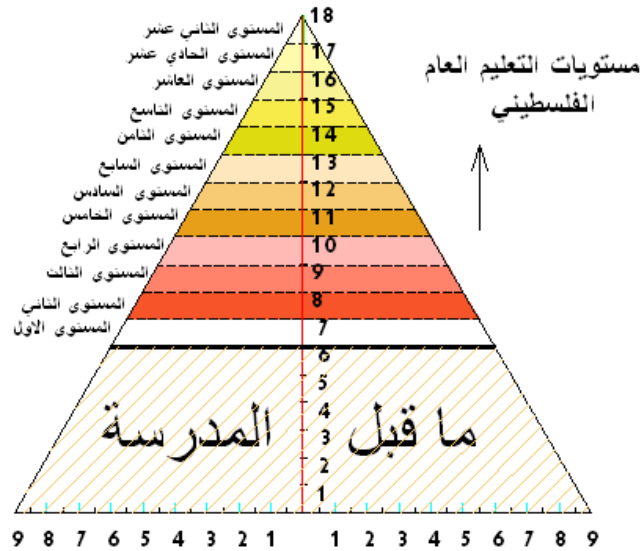 مستويات التعليم العام
الفلسطيني
المستوى الثاني عشر
المستوى الحادي عشر
المستوى العاشر
المستوى التاسع
المستوى الثامن
المستوى السابع
المستوى السادس
المستوى الخامس
المستوى الرابع
المستوى الثالث
المستوى الثاني
المستوى الاول
18
17
16
15
14
13
12
11
10
9
8
7
6
5
4
3
2
1
ما قبل المدرسة
9 8 7 6 5 4 3 2 1 1 2 3 4 5 6 7 8 9